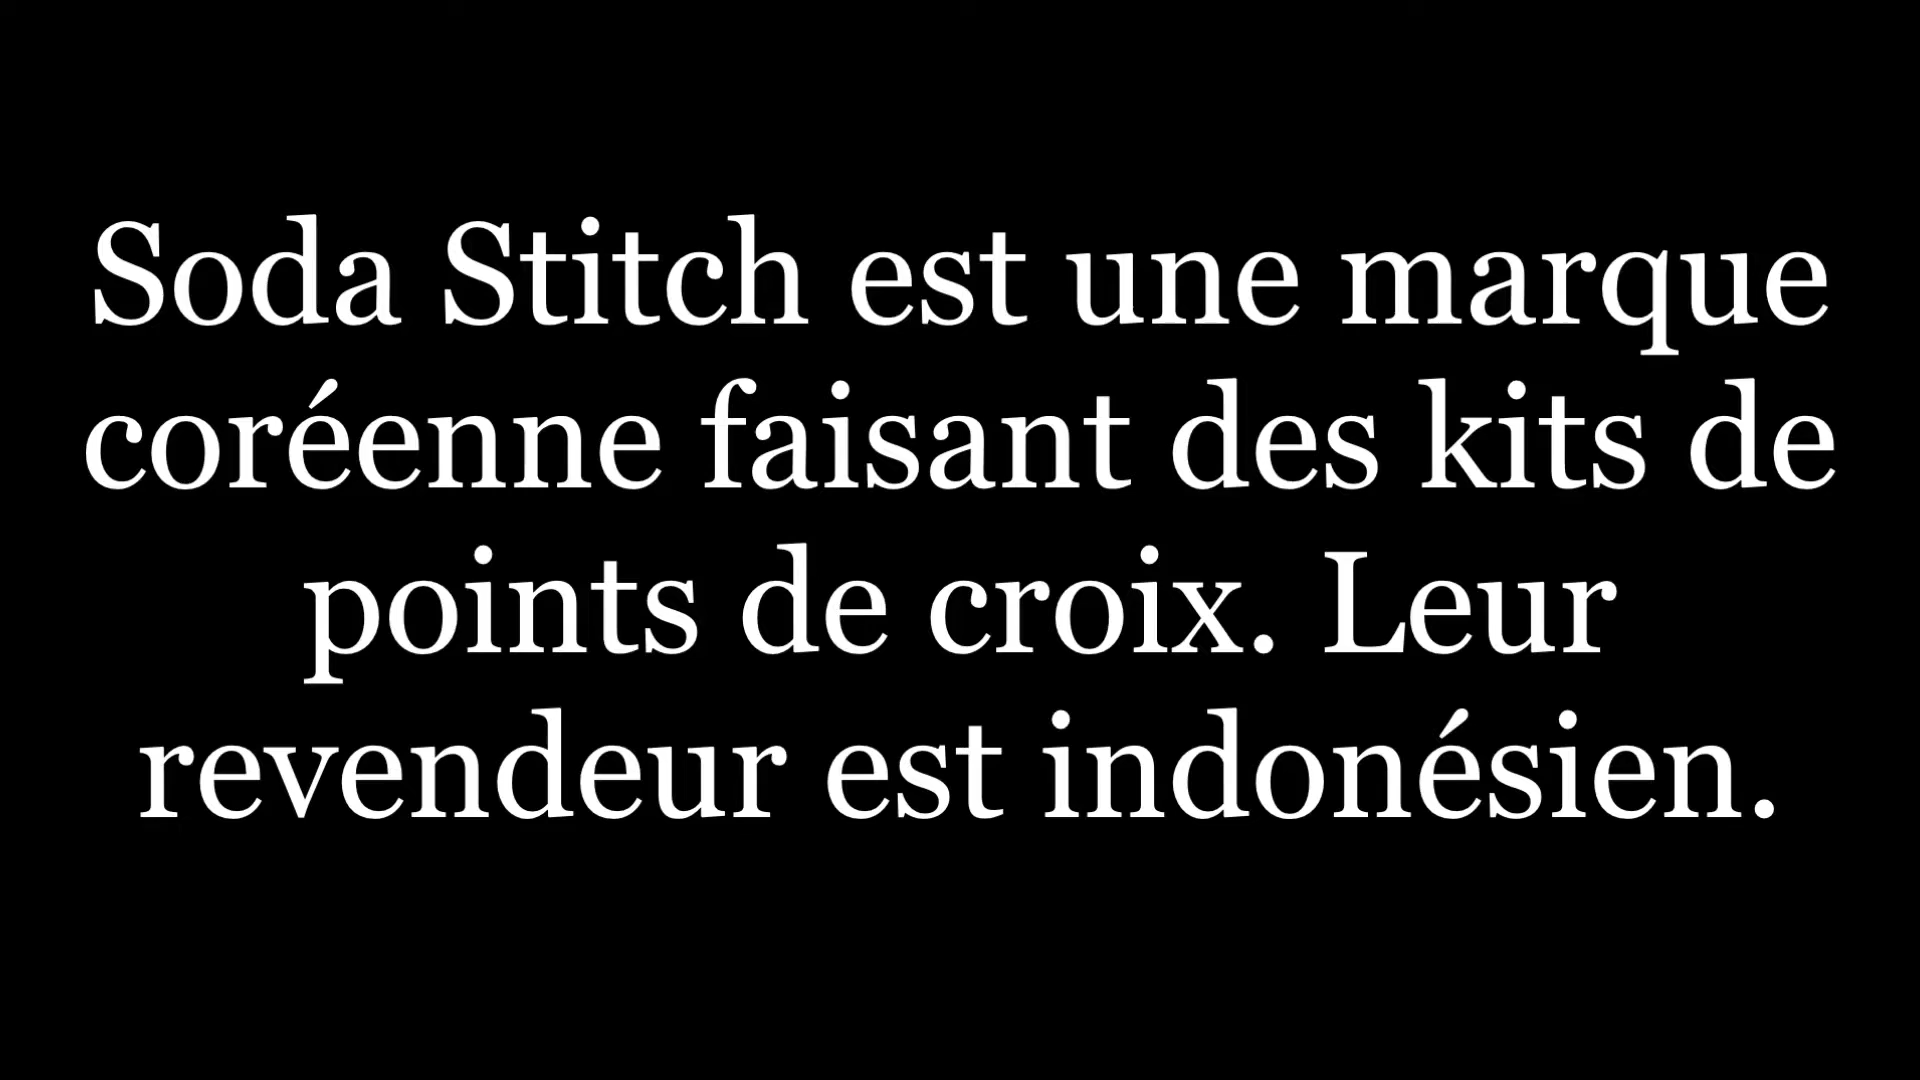 Soda Stitch est une marque
coréenne faisant des kits de
points de croix. Leur
revendeur est indonésien.